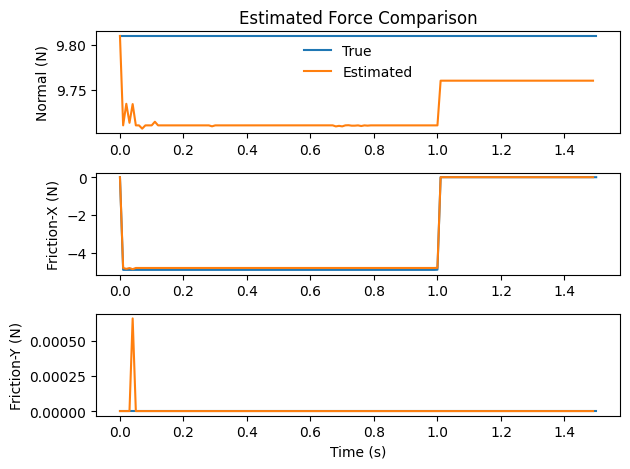 Estimated Force Comparison
Normal (N)
9.80
9.75
True
Estimated
0.0 0.2 0.4 0.6 0.8 1.0 1.2 1.4
Friction-X (N)
0
−2
−4
0.0 0.2 0.4 0.6 0.8 1.0 1.2 1.4
Friction-Y (N)
0.00050
0.00025
0.00000
0.0 0.2 0.4 0.6 0.8 1.0 1.2 1.4
Time (s)